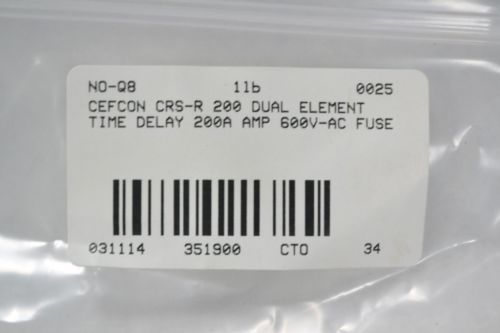 NO-Q8 1lb 0025
CEFCON CRS-R 200 DUAL ELEMENT
TIME DELAY 200A AMP 600V-AC FUSE
031114 351900 CTO 34